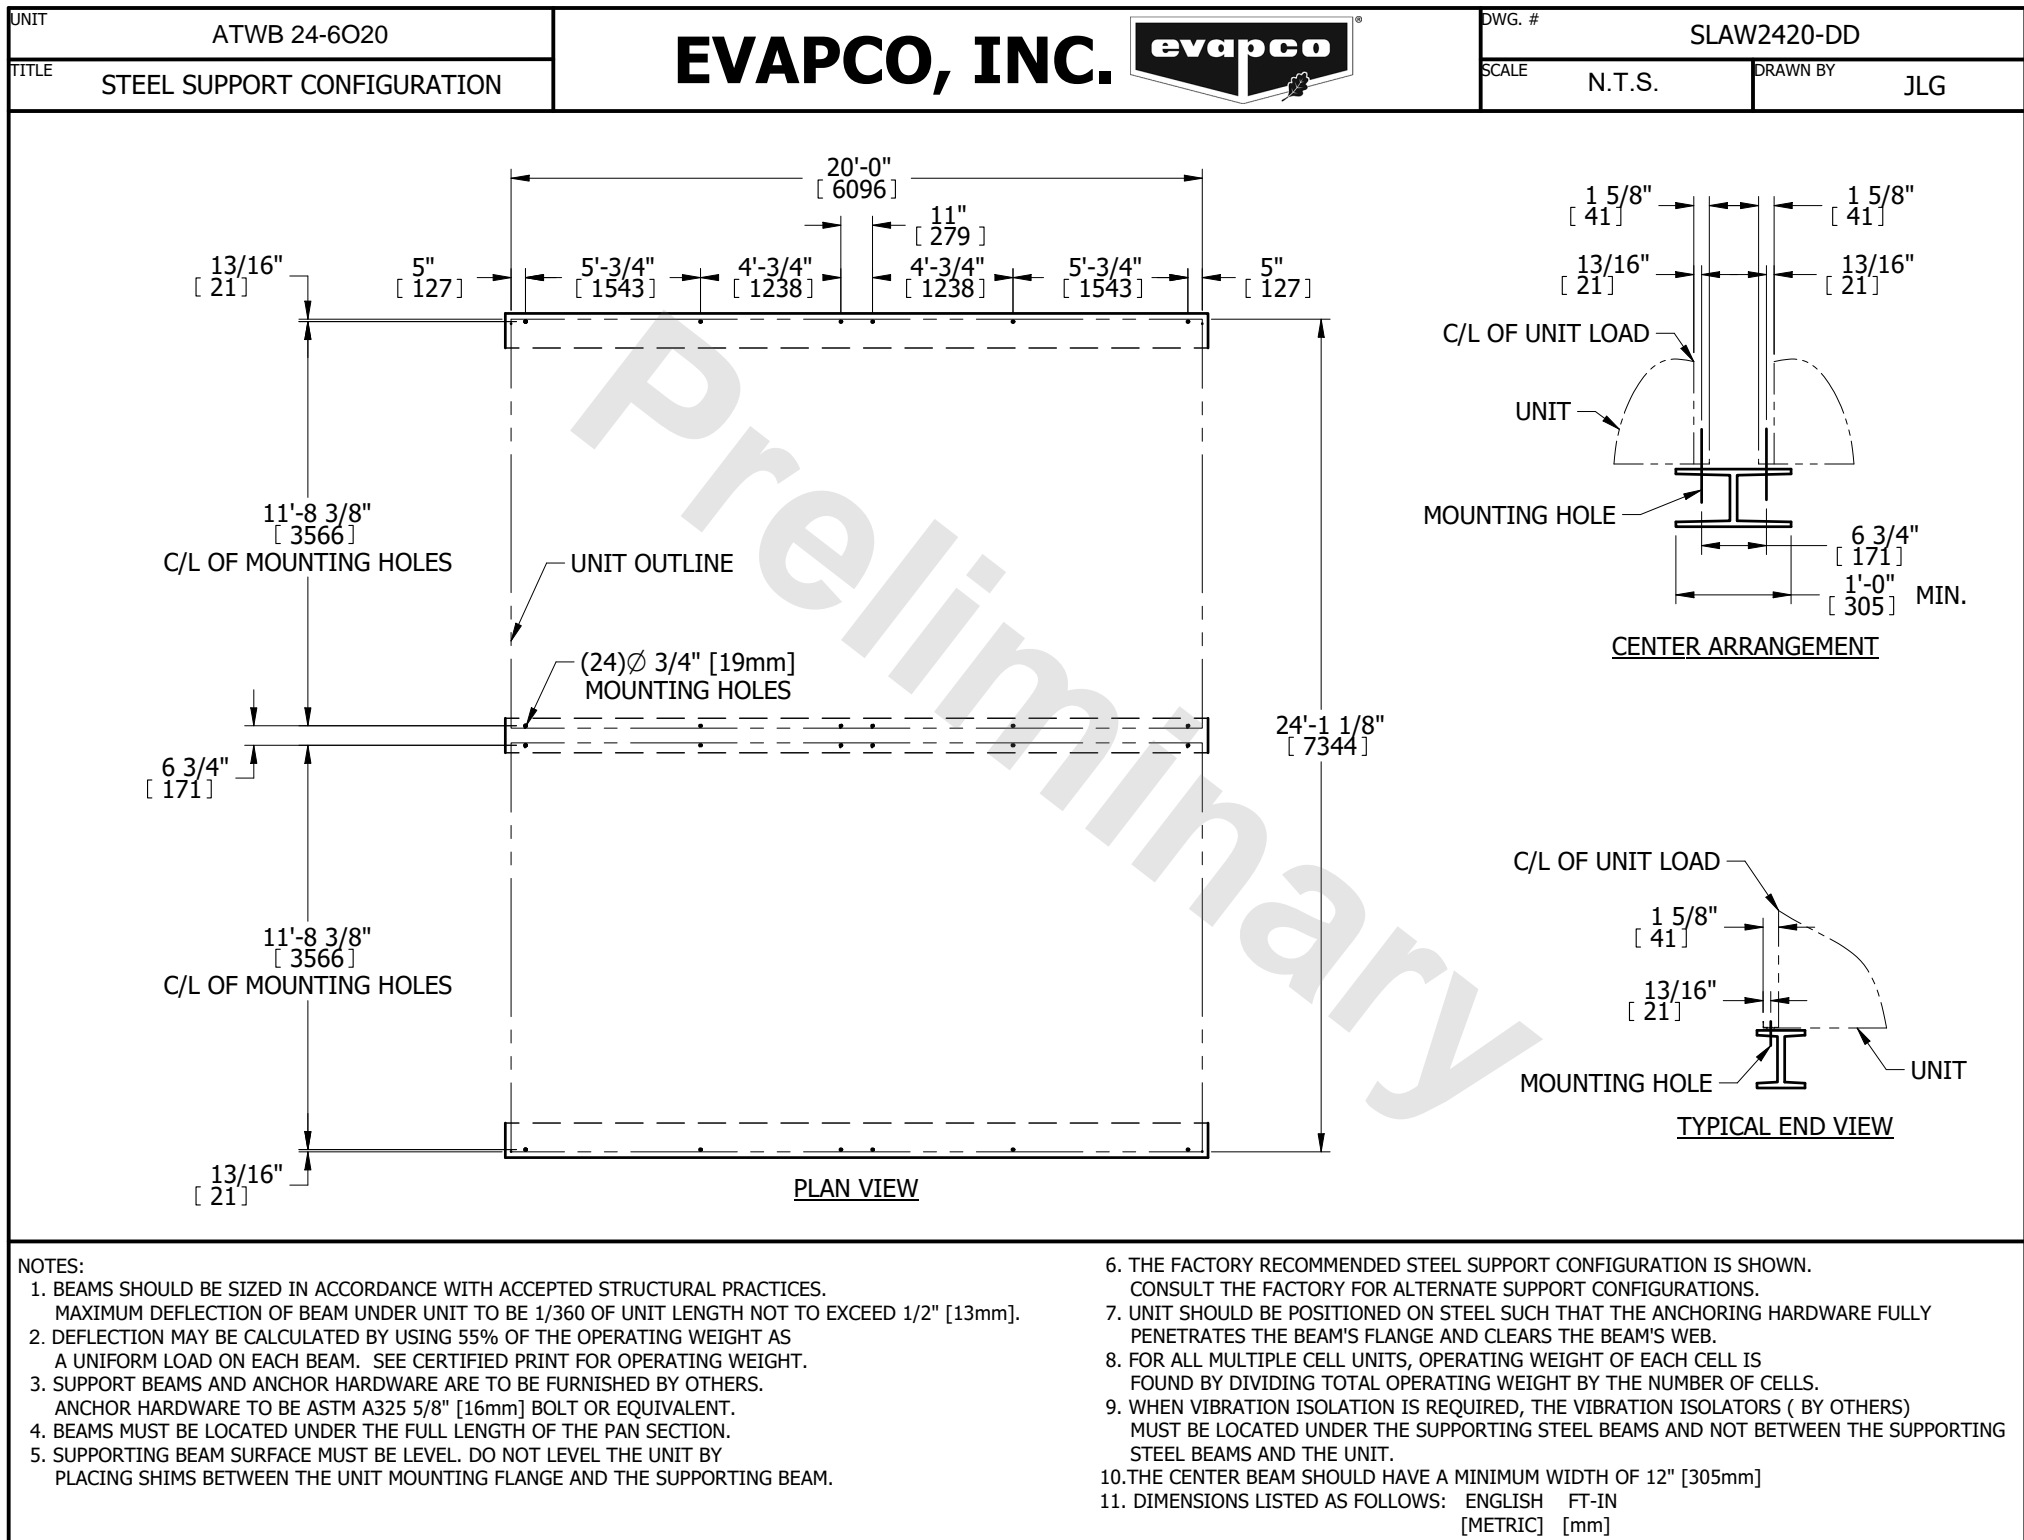 UNIT
ATWB 24-6O20
TITLE
STEEL SUPPORT CONFIGURATION
EVAPCO, INC.
evapco
®
DWG. #
SLAW2420-DD
SCALE
N.T.S.
DRAWN BY
JLG
20'-0"
[ 6096 ]
11"
[ 279 ]
13/16"
[ 21 ]
5"
[ 127 ]
5'-3/4"
[ 1543 ]
4'-3/4"
[ 1238 ]
4'-3/4"
[ 1238 ]
5'-3/4"
[ 1543 ]
5"
[ 127 ]
11'-8 3/8"
[ 3566 ]
C/L OF MOUNTING HOLES
UNIT OUTLINE
(24)Ø 3/4" [19mm]
MOUNTING HOLES
6 3/4"
[ 171 ]
24'-1 1/8"
[ 7344 ]
11'-8 3/8"
[ 3566 ]
C/L OF MOUNTING HOLES
13/16"
[ 21 ]
PLAN VIEW
Preliminary
1 5/8"
[ 41 ]
1 5/8"
[ 41 ]
13/16"
[ 21 ]
13/16"
[ 21 ]
C/L OF UNIT LOAD
UNIT
MOUNTING HOLE
6 3/4"
[ 171 ]
1'-0"
[ 305 ]
MIN.
CENTER ARRANGEMENT
C/L OF UNIT LOAD
1 5/8"
[ 41 ]
13/16"
[ 21 ]
MOUNTING HOLE
UNIT
TYPICAL END VIEW
NOTES:
1. BEAMS SHOULD BE SIZED IN ACCORDANCE WITH ACCEPTED STRUCTURAL PRACTICES.
MAXIMUM DEFLECTION OF BEAM UNDER UNIT TO BE 1/360 OF UNIT LENGTH NOT TO EXCEED 1/2" [13mm].
2. DEFLECTION MAY BE CALCULATED BY USING 55% OF THE OPERATING WEIGHT AS
A UNIFORM LOAD ON EACH BEAM. SEE CERTIFIED PRINT FOR OPERATING WEIGHT.
3. SUPPORT BEAMS AND ANCHOR HARDWARE ARE TO BE FURNISHED BY OTHERS.
ANCHOR HARDWARE TO BE ASTM A325 5/8" [16mm] BOLT OR EQUIVALENT.
4. BEAMS MUST BE LOCATED UNDER THE FULL LENGTH OF THE PAN SECTION.
5. SUPPORTING BEAM SURFACE MUST BE LEVEL. DO NOT LEVEL THE UNIT BY
PLACING SHIMS BETWEEN THE UNIT MOUNTING FLANGE AND THE SUPPORTING BEAM.
6. THE FACTORY RECOMMENDED STEEL SUPPORT CONFIGURATION IS SHOWN.
CONSULT THE FACTORY FOR ALTERNATE SUPPORT CONFIGURATIONS.
7. UNIT SHOULD BE POSITIONED ON STEEL SUCH THAT THE ANCHORING HARDWARE FULLY
PENETRATES THE BEAM'S FLANGE AND CLEARS THE BEAM'S WEB.
8. FOR ALL MULTIPLE CELL UNITS, OPERATING WEIGHT OF EACH CELL IS
FOUND BY DIVIDING TOTAL OPERATING WEIGHT BY THE NUMBER OF CELLS.
9. WHEN VIBRATION ISOLATION IS REQUIRED, THE VIBRATION ISOLATORS ( BY OTHERS)
MUST BE LOCATED UNDER THE SUPPORTING STEEL BEAMS AND NOT BETWEEN THE SUPPORTING
STEEL BEAMS AND THE UNIT.
10.THE CENTER BEAM SHOULD HAVE A MINIMUM WIDTH OF 12" [305mm]
11. DIMENSIONS LISTED AS FOLLOWS: ENGLISH FT-IN
[METRIC] [mm]